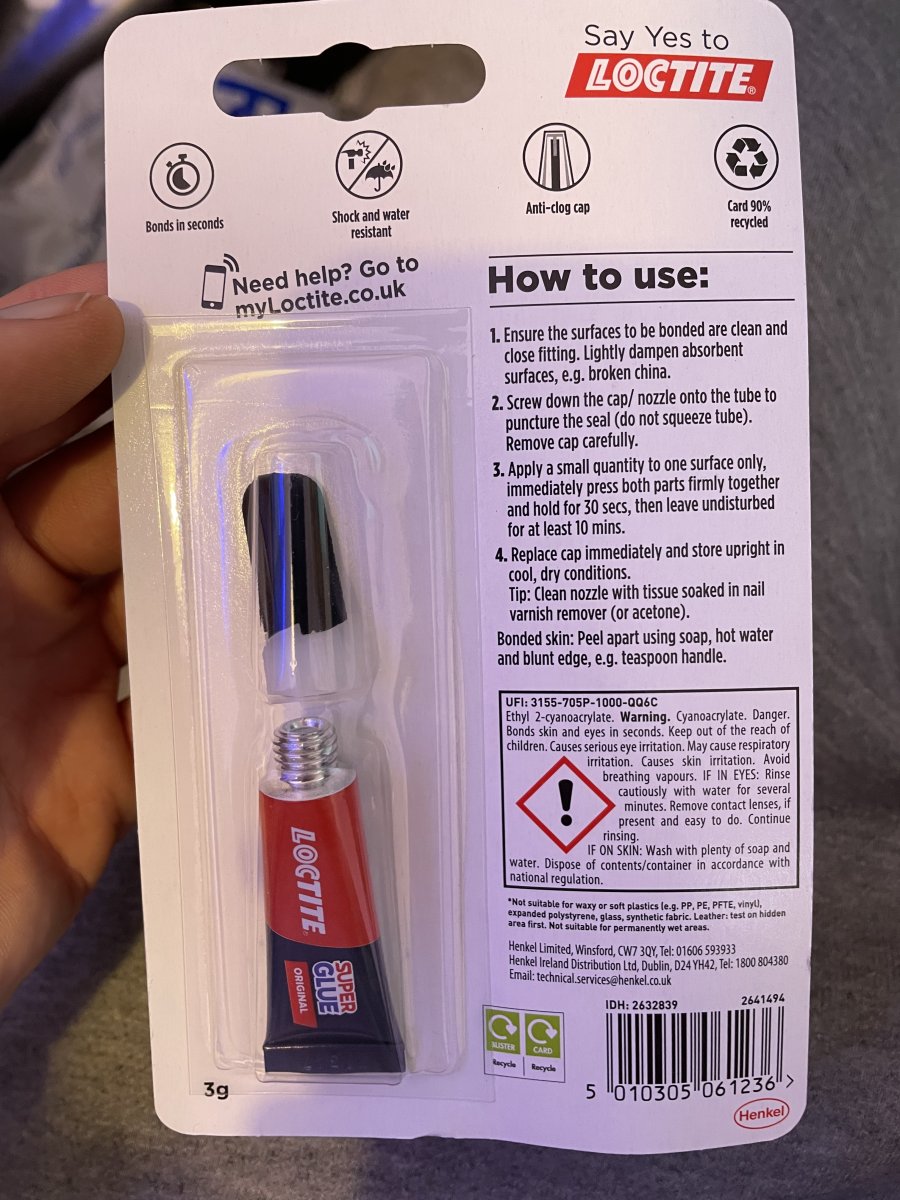 Say Yes to
LOCTITE®
Bonds in seconds
Shock and water
resistant
Anti-clog cap
Card 90%
recycled
Need help? Go to
myLoctite.co.uk
How to use:
1. Ensure the surfaces to be bonded are clean and
close fitting. Lightly dampen absorbent
surfaces, e.g. broken china.
2. Screw down the cap/ nozzle onto the tube to
puncture the seal (do not squeeze tube).
Remove cap carefully.
3. Apply a small quantity to one surface only,
immediately press both parts firmly together
and hold for 30 secs, then leave undisturbed
for at least 10 mins.
4. Replace cap immediately and store upright in
cool, dry conditions.
Tip: Clean nozzle with tissue soaked in nail
varnish remover (or acetone).
Bonded skin: Peel apart using soap, hot water
and blunt edge, e.g. teaspoon handle.
UFI: 3155-705P-1000-QQ6C
Ethyl 2-cyanoacrylate. Warning. Cyanoacrylate. Danger.
Bonds skin and eyes in seconds. Keep out of the reach of
children. Causes serious eye irritation. May cause respiratory
irritation. Causes skin irritation. Avoid
breathing vapours. IF IN EYES: Rinse
cautiously with water for several
minutes. Remove contact lenses, if
present and easy to do. Continue
rinsing.
IF ON SKIN: Wash with plenty of soap and
water. Dispose of contents/container in accordance with
national regulation.
*Not suitable for waxy or soft plastics (e.g. PP, PE, PFTE, vinyl),
expanded polystyrene, glass, synthetic fabric. Leather: test on hidden
area first. Not suitable for permanently wet areas.
Henkel Limited, Winsford, CW7 3QY, Tel: 01606 593933
Henkel Ireland Distribution Ltd, Dublin, D24 YH42, Tel: 1800 804380
Email: technical.services@henkel.co.uk
IDH: 2632839 2641494
BLISTER
Recycle
CARD
Recycle
5 010305 061236 >
Henkel
LOCTITE®
SUPER
GLUE
ORIGINAL
3g